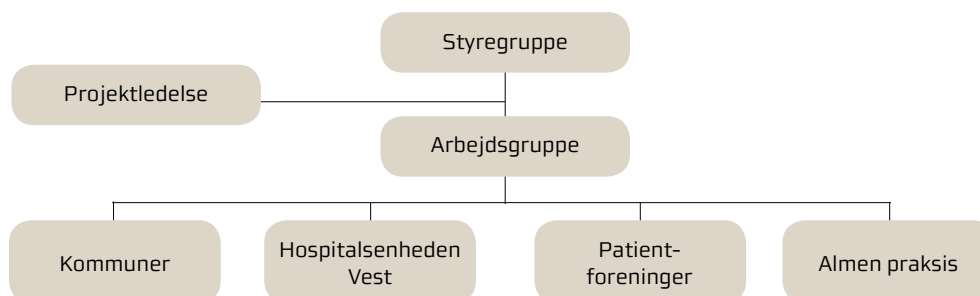 Styregruppe
Projektledelse
Arbejdsgruppe
Kommuner
Hospitalsenheden
Vest
Patient-
foreninger
Almen praksis